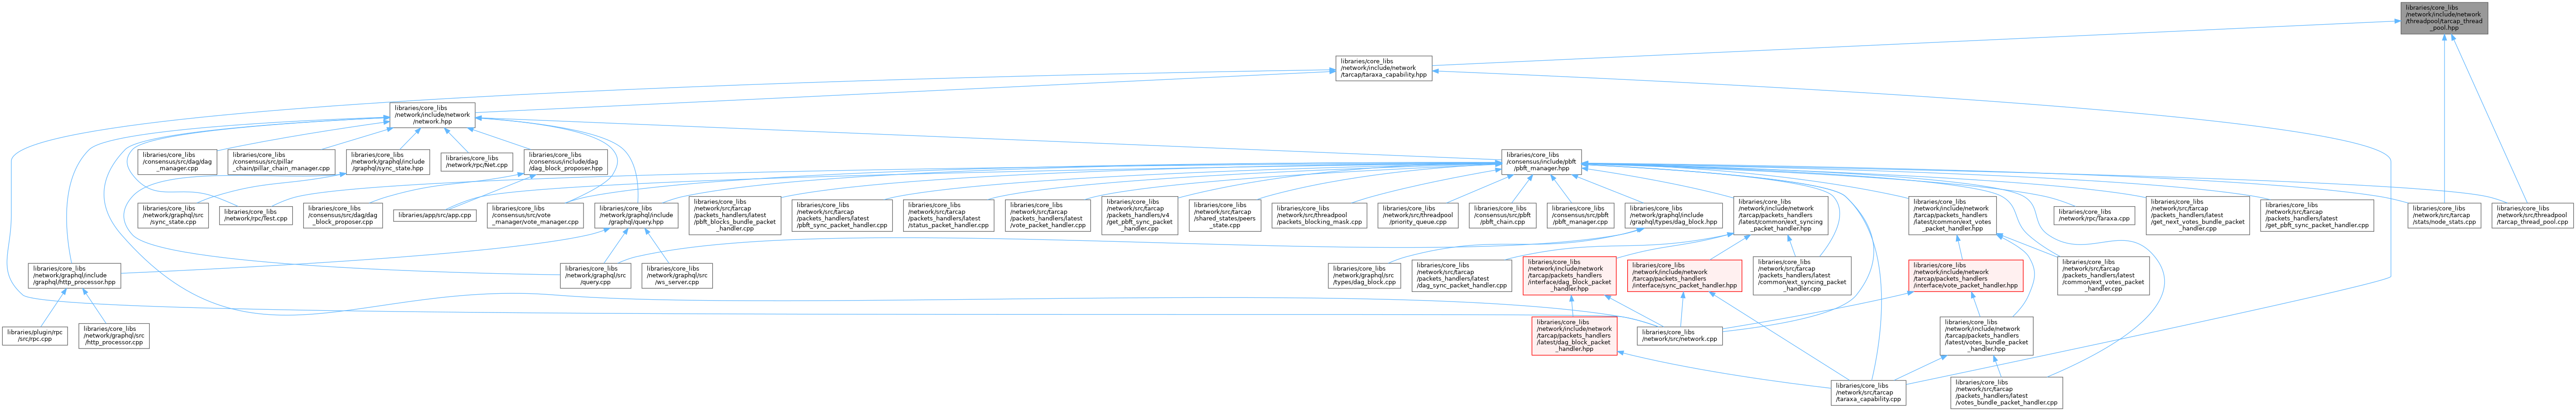 libraries/core_libs
/network/include/network
/threadpool/tarcap_thread
_pool.hpp
libraries/core_libs
/network/include/network
/tarcap/taraxa_capability.hpp
libraries/core_libs
/network/include/network
/network.hpp
libraries/core_libs
/consensus/src/dag/dag
_manager.cpp
libraries/core_libs
/consensus/src/pillar
_chain/pillar_chain_manager.cpp
libraries/core_libs
/network/graphql/include
/graphql/sync_state.hpp
libraries/core_libs
/network/rpc/Net.cpp
libraries/core_libs
/consensus/include/dag
/dag_block_proposer.hpp
libraries/core_libs
/consensus/include/pbft
/pbft_manager.hpp
libraries/core_libs
/network/graphql/src
/sync_state.cpp
libraries/core_libs
/network/rpc/Test.cpp
libraries/core_libs
/consensus/src/dag/dag
_block_proposer.cpp
libraries/app/src/app.cpp
libraries/core_libs
/consensus/src/vote
_manager/vote_manager.cpp
libraries/core_libs
/network/graphql/include
/graphql/query.hpp
libraries/core_libs
/network/src/tarcap
/packets_handlers/latest
/pbft_blocks_bundle_packet
_handler.cpp
libraries/core_libs
/network/src/tarcap
/packets_handlers/latest
/pbft_sync_packet_handler.cpp
libraries/core_libs
/network/src/tarcap
/packets_handlers/latest
/status_packet_handler.cpp
libraries/core_libs
/network/src/tarcap
/packets_handlers/latest
/vote_packet_handler.cpp
libraries/core_libs
/network/src/tarcap
/packets_handlers/v4
/get_pbft_sync_packet
_handler.cpp
libraries/core_libs
/network/src/tarcap
/shared_states/peers
_state.cpp
libraries/core_libs
/network/src/threadpool
/packets_blocking_mask.cpp
libraries/core_libs
/network/src/threadpool
/priority_queue.cpp
libraries/core_libs
/consensus/src/pbft
/pbft_chain.cpp
libraries/core_libs
/consensus/src/pbft
/pbft_manager.cpp
libraries/core_libs
/network/graphql/include
/graphql/types/dag_block.hpp
libraries/core_libs
/network/include/network
/tarcap/packets_handlers
/latest/common/ext_syncing
_packet_handler.hpp
libraries/core_libs
/network/include/network
/tarcap/packets_handlers
/latest/common/ext_votes
_packet_handler.hpp
libraries/core_libs
/network/rpc/Taraxa.cpp
libraries/core_libs
/network/src/tarcap
/packets_handlers/latest
/get_next_votes_bundle_packet
_handler.cpp
libraries/core_libs
/network/src/tarcap
/packets_handlers/latest
/get_pbft_sync_packet_handler.cpp
libraries/core_libs
/network/src/tarcap
/stats/node_stats.cpp
libraries/core_libs
/network/src/threadpool
/tarcap_thread_pool.cpp
libraries/core_libs
/network/graphql/include
/graphql/http_processor.hpp
libraries/core_libs
/network/graphql/src
/query.cpp
libraries/core_libs
/network/graphql/src
/ws_server.cpp
libraries/core_libs
/network/graphql/src
/types/dag_block.cpp
libraries/core_libs
/network/src/tarcap
/packets_handlers/latest
/dag_sync_packet_handler.cpp
libraries/core_libs
/network/include/network
/tarcap/packets_handlers
/interface/dag_block_packet
_handler.hpp
libraries/core_libs
/network/include/network
/tarcap/packets_handlers
/interface/sync_packet_handler.hpp
libraries/core_libs
/network/src/tarcap
/packets_handlers/latest
/common/ext_syncing_packet
_handler.cpp
libraries/core_libs
/network/include/network
/tarcap/packets_handlers
/interface/vote_packet_handler.hpp
libraries/core_libs
/network/src/tarcap
/packets_handlers/latest
/common/ext_votes_packet
_handler.cpp
libraries/plugin/rpc
/src/rpc.cpp
libraries/core_libs
/network/graphql/src
/http_processor.cpp
libraries/core_libs
/network/include/network
/tarcap/packets_handlers
/latest/dag_block_packet
_handler.hpp
libraries/core_libs
/network/src/network.cpp
libraries/core_libs
/network/include/network
/tarcap/packets_handlers
/latest/votes_bundle_packet
_handler.hpp
libraries/core_libs
/network/src/tarcap
/taraxa_capability.cpp
libraries/core_libs
/network/src/tarcap
/packets_handlers/latest
/votes_bundle_packet_handler.cpp